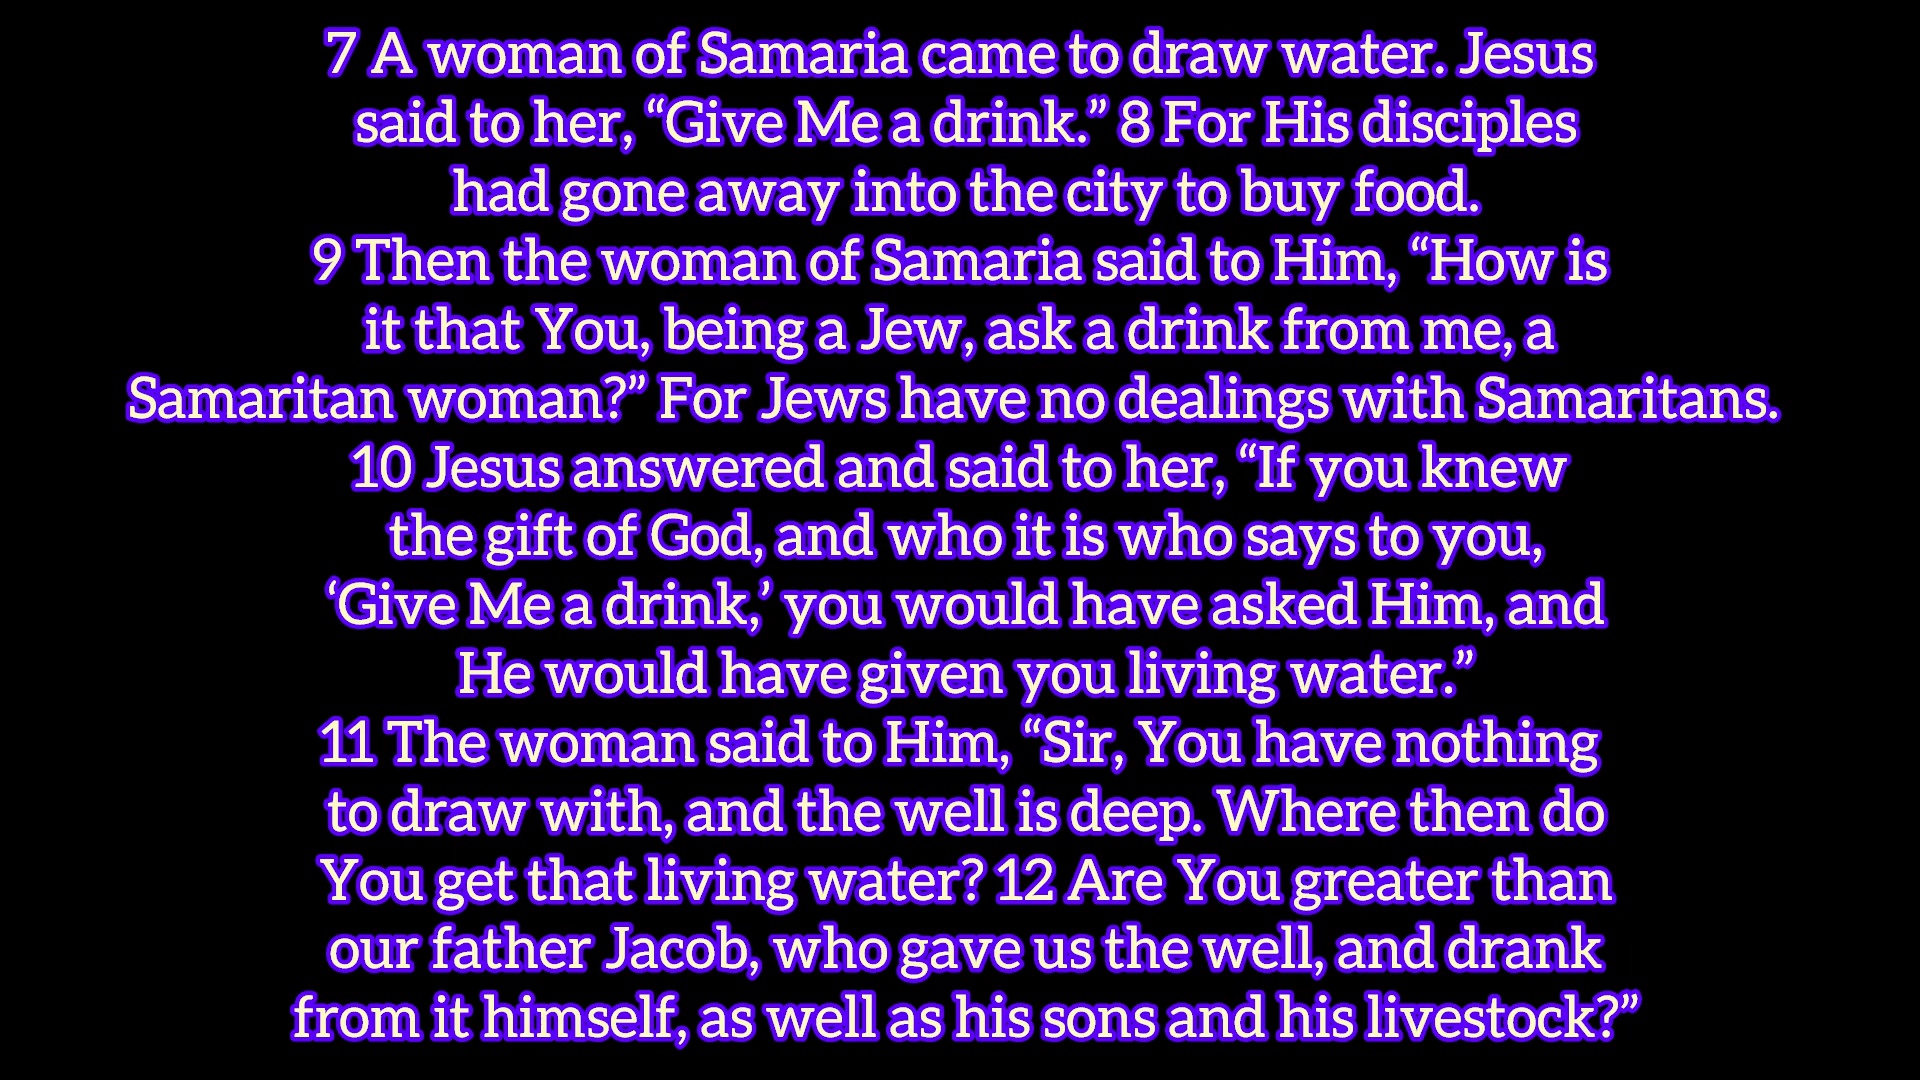 7 A woman of Samaria came to draw water. Jesus
said to her, “Give Me a drink.” 8 For His disciples
had gone away into the city to buy food.
9 Then the woman of Samaria said to Him, “How is
it that You, being a Jew, ask a drink from me, a
Samaritan woman?” For Jews have no dealings with Samaritans.
10 Jesus answered and said to her, “If you knew
the gift of God, and who it is who says to you,
‘Give Me a drink,’ you would have asked Him, and
He would have given you living water.”
11 The woman said to Him, “Sir, You have nothing
to draw with, and the well is deep. Where then do
You get that living water? 12 Are You greater than
our father Jacob, who gave us the well, and drank
from it himself, as well as his sons and his livestock?”